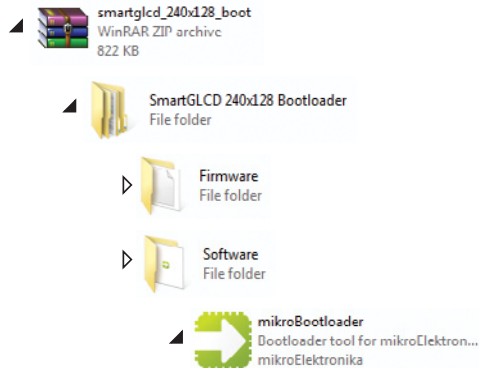 smartglcd_240x128_boot
WinRAR ZIP archive
822 KB
SmartGLCD 240x128 Bootloader
File folder
Firmware
File folder
Software
File folder
mikroBootloader
Bootloader tool for mikroElektron...
mikroElektronika